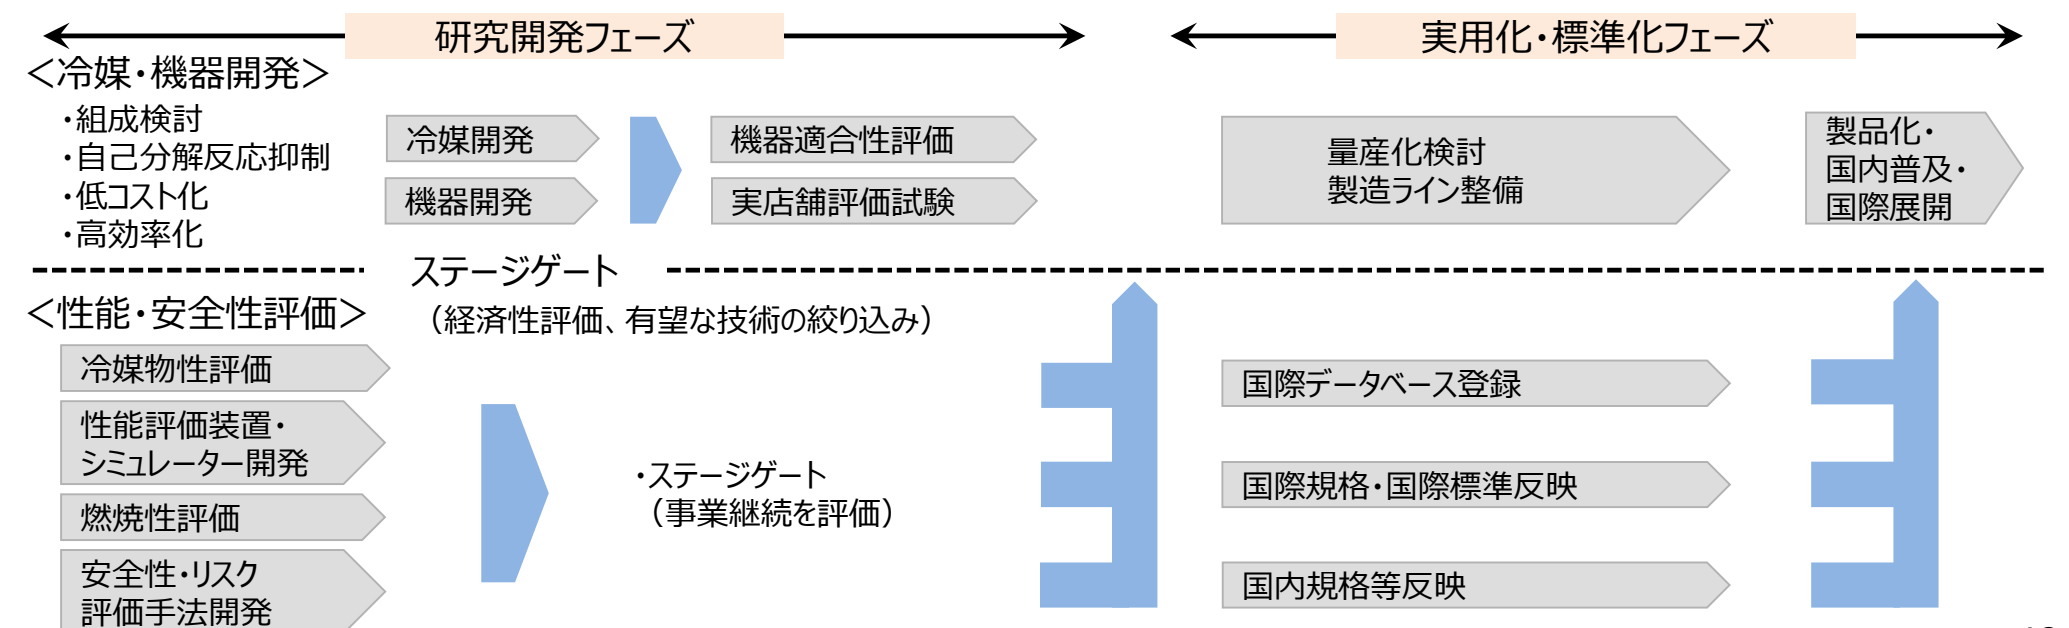 研究開発フェーズ
実用化・標準化フェーズ
＜冷媒・機器開発＞
・組成検討
・自己分解反応抑制
・低コスト化
・高効率化
冷媒開発
機器開発
機器適合性評価
実店舗評価試験
量産化検討
製造ライン整備
製品化・
国内普及・
国際展開
ステージゲート
（経済性評価、有望な技術の絞り込み）
＜性能・安全性評価＞
冷媒物性評価
性能評価装置・
シミュレーター開発
燃焼性評価
安全性・リスク
評価手法開発
・ステージゲート
（事業継続を評価）
国際データベース登録
国際規格・国際標準反映
国内規格等反映